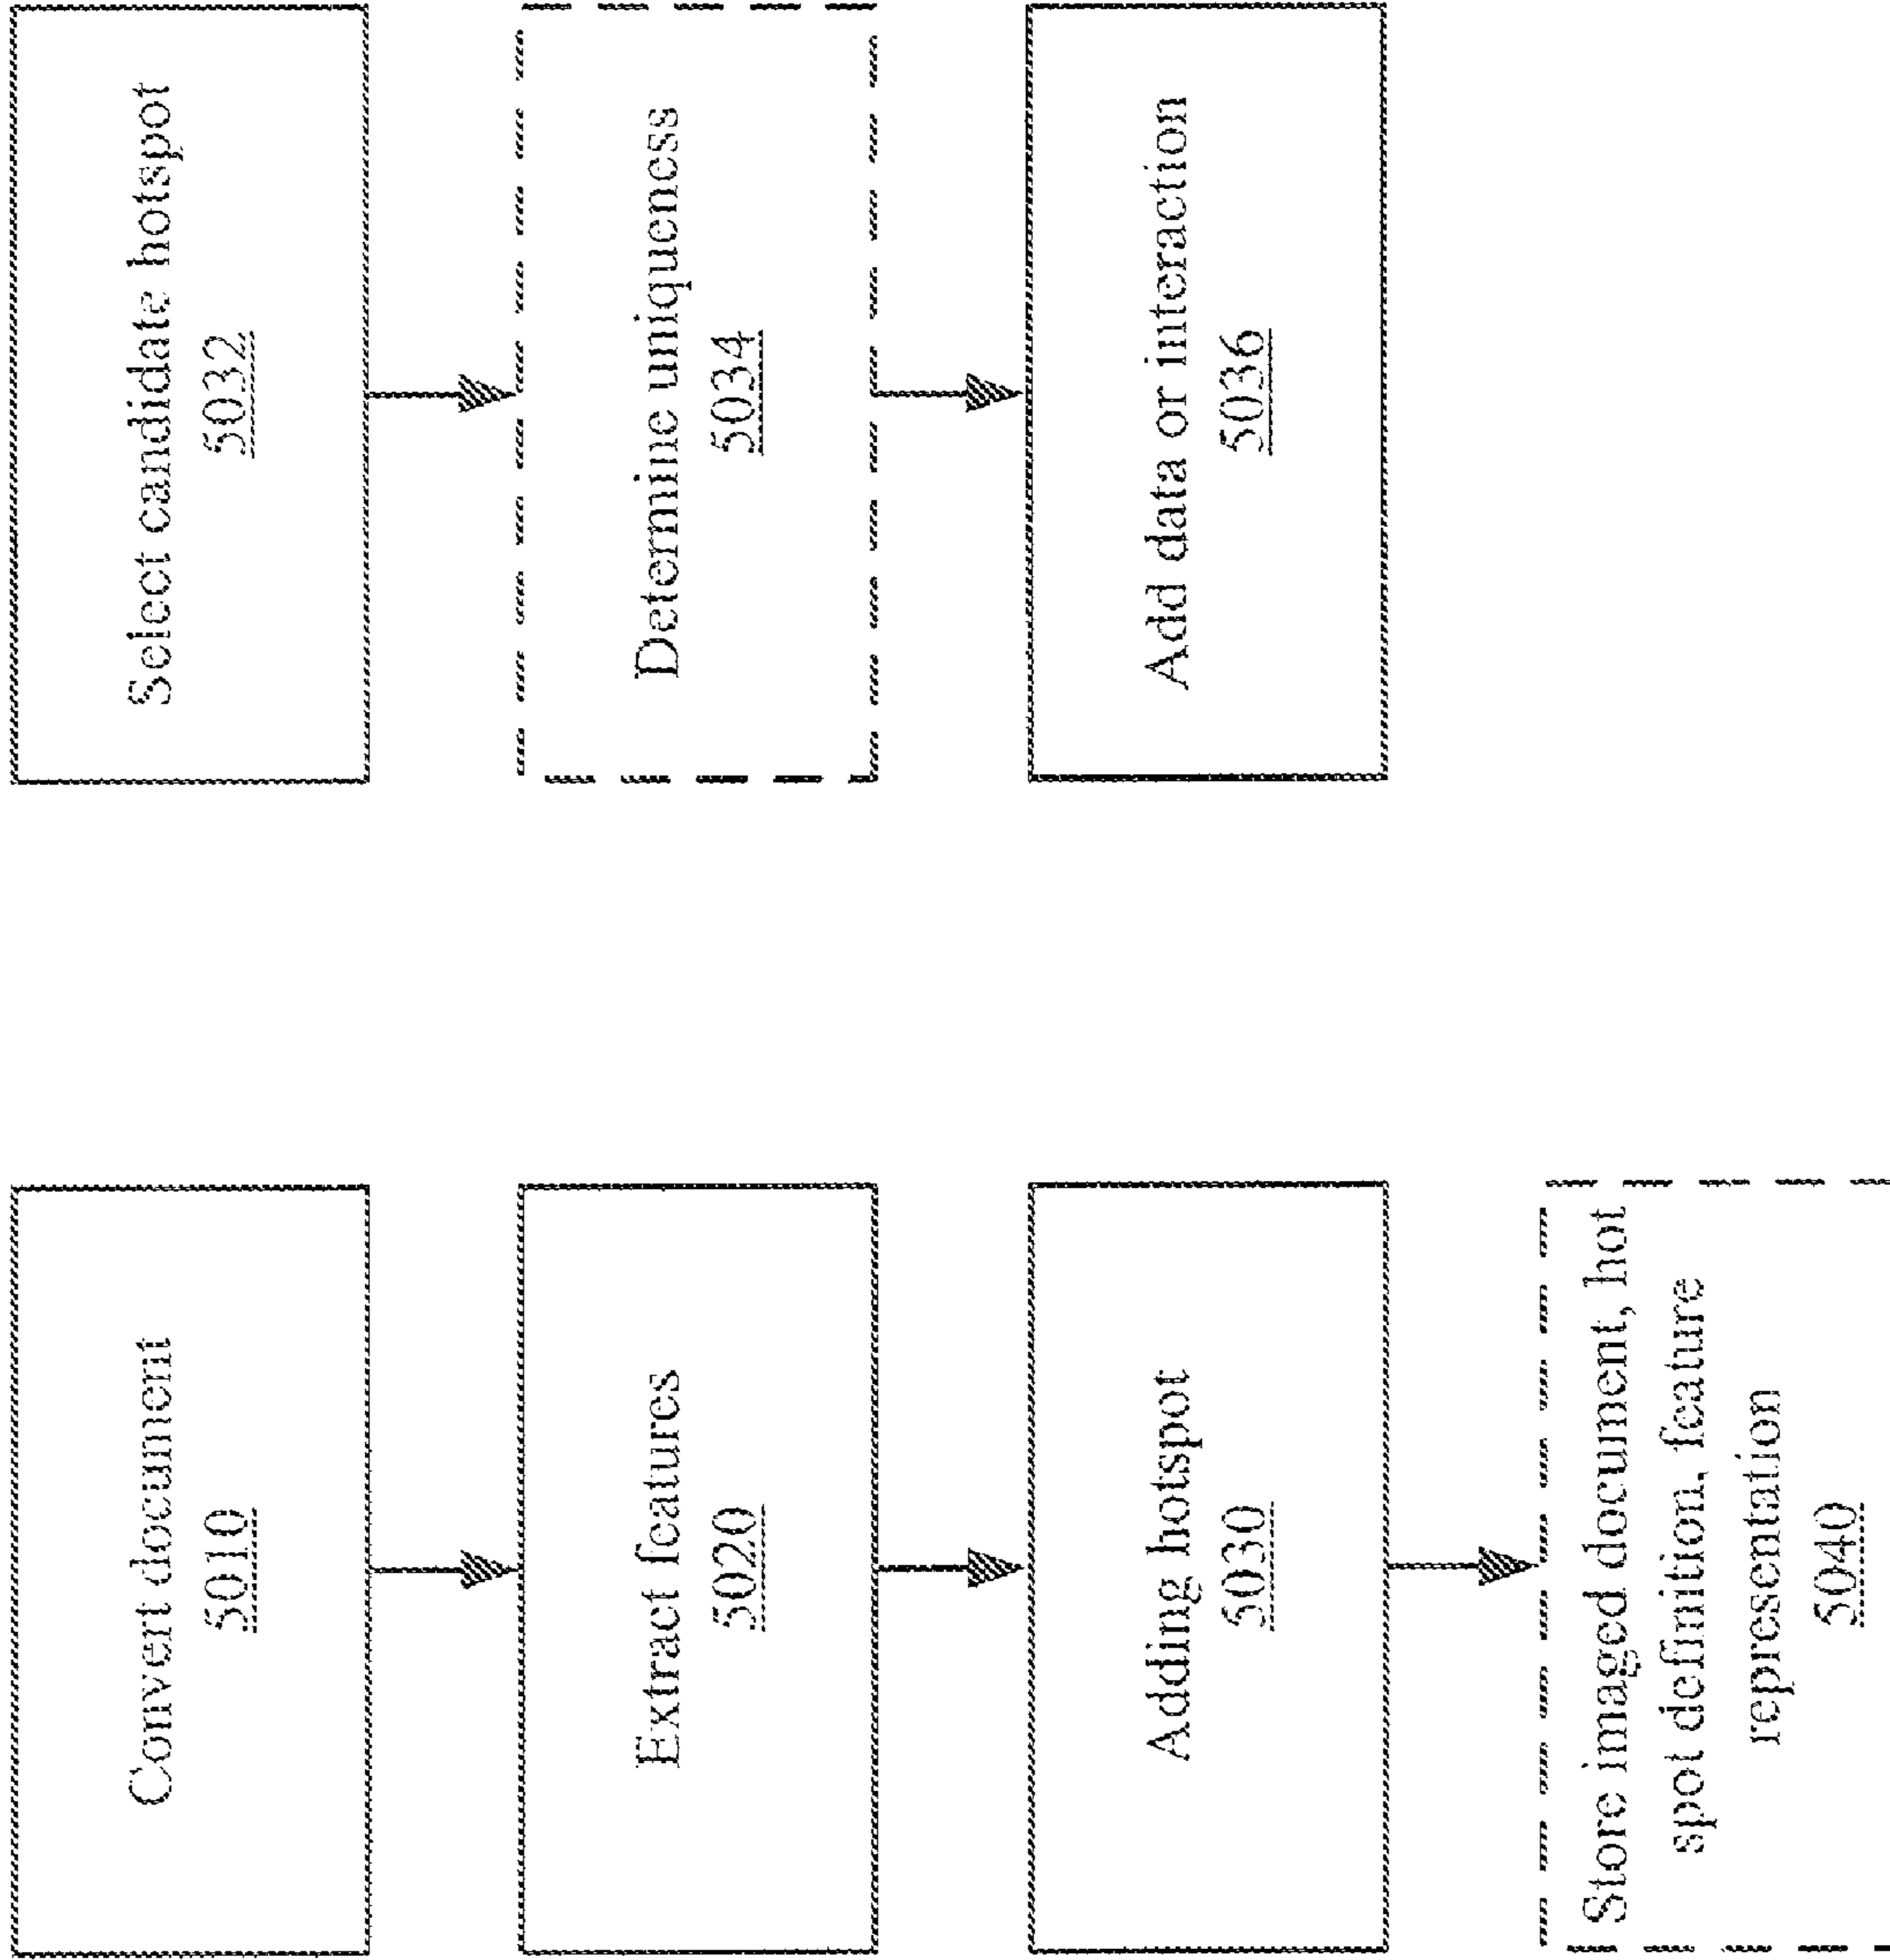 Convert document
5010
Extract features
5020
Adding hotspot
5030
Store imaged document, hot
spot definition, feature
representation
5040
Select candidate hotspot
5032
Determine uniqueness
5034
Add data or interaction
5036